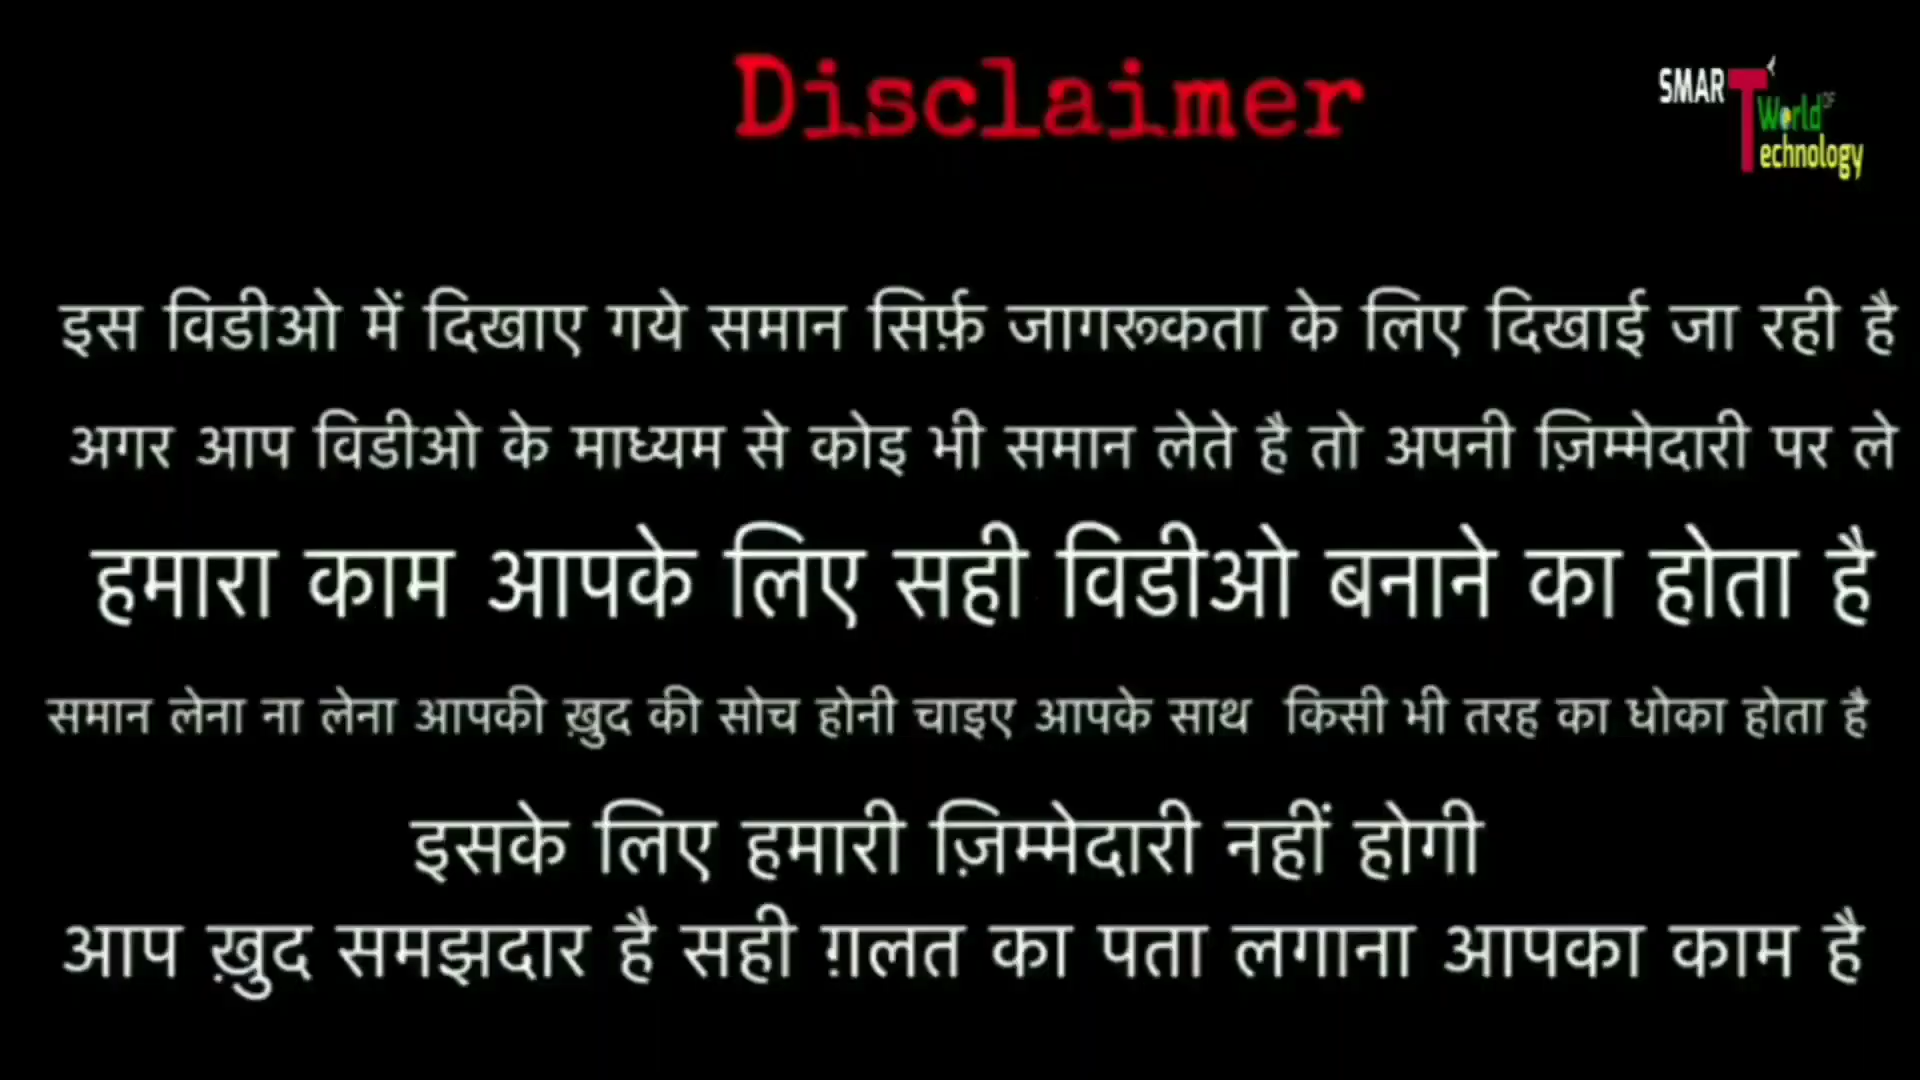 Disclaimer
SMART
World OF
Technology
इस विडीओ में दिखाए गये समान सिर्फ़ जागरूकता के लिए दिखाई जा रही है
अगर आप विडीओ के माध्यम से कोइ भी समान लेते है तो अपनी ज़िम्मेदारी पर ले
हमारा काम आपके लिए सही विडीओ बनाने का होता है
समान लेना ना लेना आपकी ख़ुद की सोच होनी चाइए आपके साथ किसी भी तरह का धोका होता है
इसके लिए हमारी ज़िम्मेदारी नहीं होगी
आप ख़ुद समझदार है सही ग़लत का पता लगाना आपका काम है